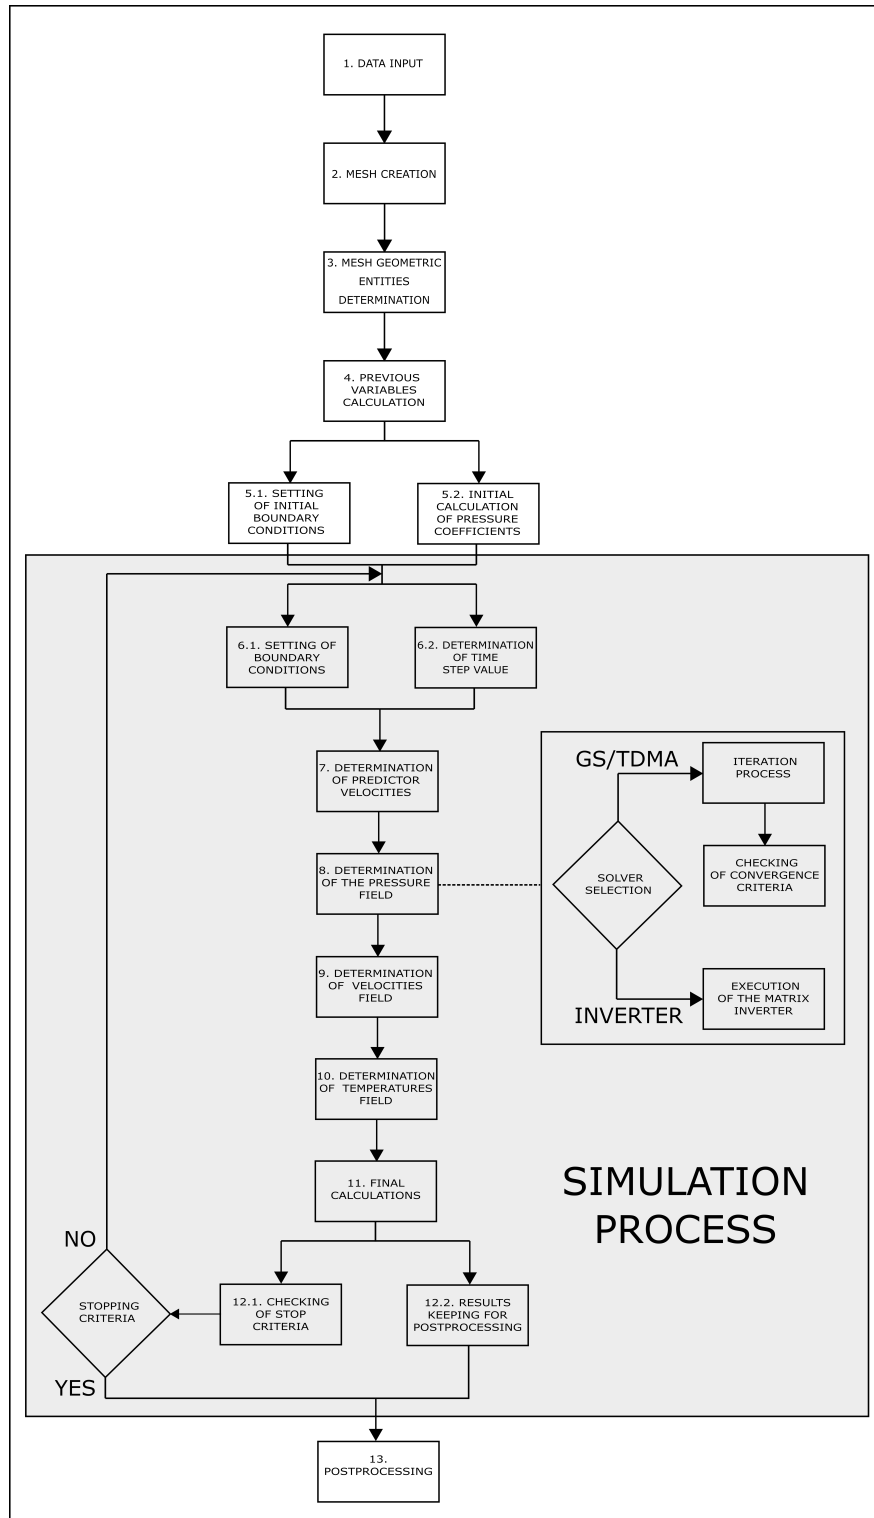 1. DATA INPUT
2. MESH CREATION
3. MESH GEOMETRIC
ENTITIES
DETERMINATION
4. PREVIOUS
VARIABLES
CALCULATION
5.1. SETTING
OF INITIAL
BOUNDARY
CONDITIONS
5.2. INITIAL
CALCULATION
OF PRESSURE
COEFFICIENTS
6.1. SETTING OF
BOUNDARY
CONDITIONS
6.2. DETERMINATION
OF TIME
STEP VALUE
7. DETERMINATION
OF PREDICTOR
VELOCITIES
8. DETERMINATION
OF THE PRESSURE
FIELD
GS/TDMA
ITERATION
PROCESS
SOLVER
SELECTION
CHECKING
OF CONVERGENCE
CRITERIA
INVERTER
EXECUTION
OF THE MATRIX
INVERTER
9. DETERMINATION
OF VELOCITIES
FIELD
10. DETERMINATION
OF TEMPERATURES
FIELD
11. FINAL
CALCULATIONS
SIMULATION
PROCESS
NO
STOPPING
CRITERIA
YES
12.1. CHECKING
OF STOP
CRITERIA
12.2. RESULTS
KEEPING FOR
POSTPROCESSING
13.
POSTPROCESSING